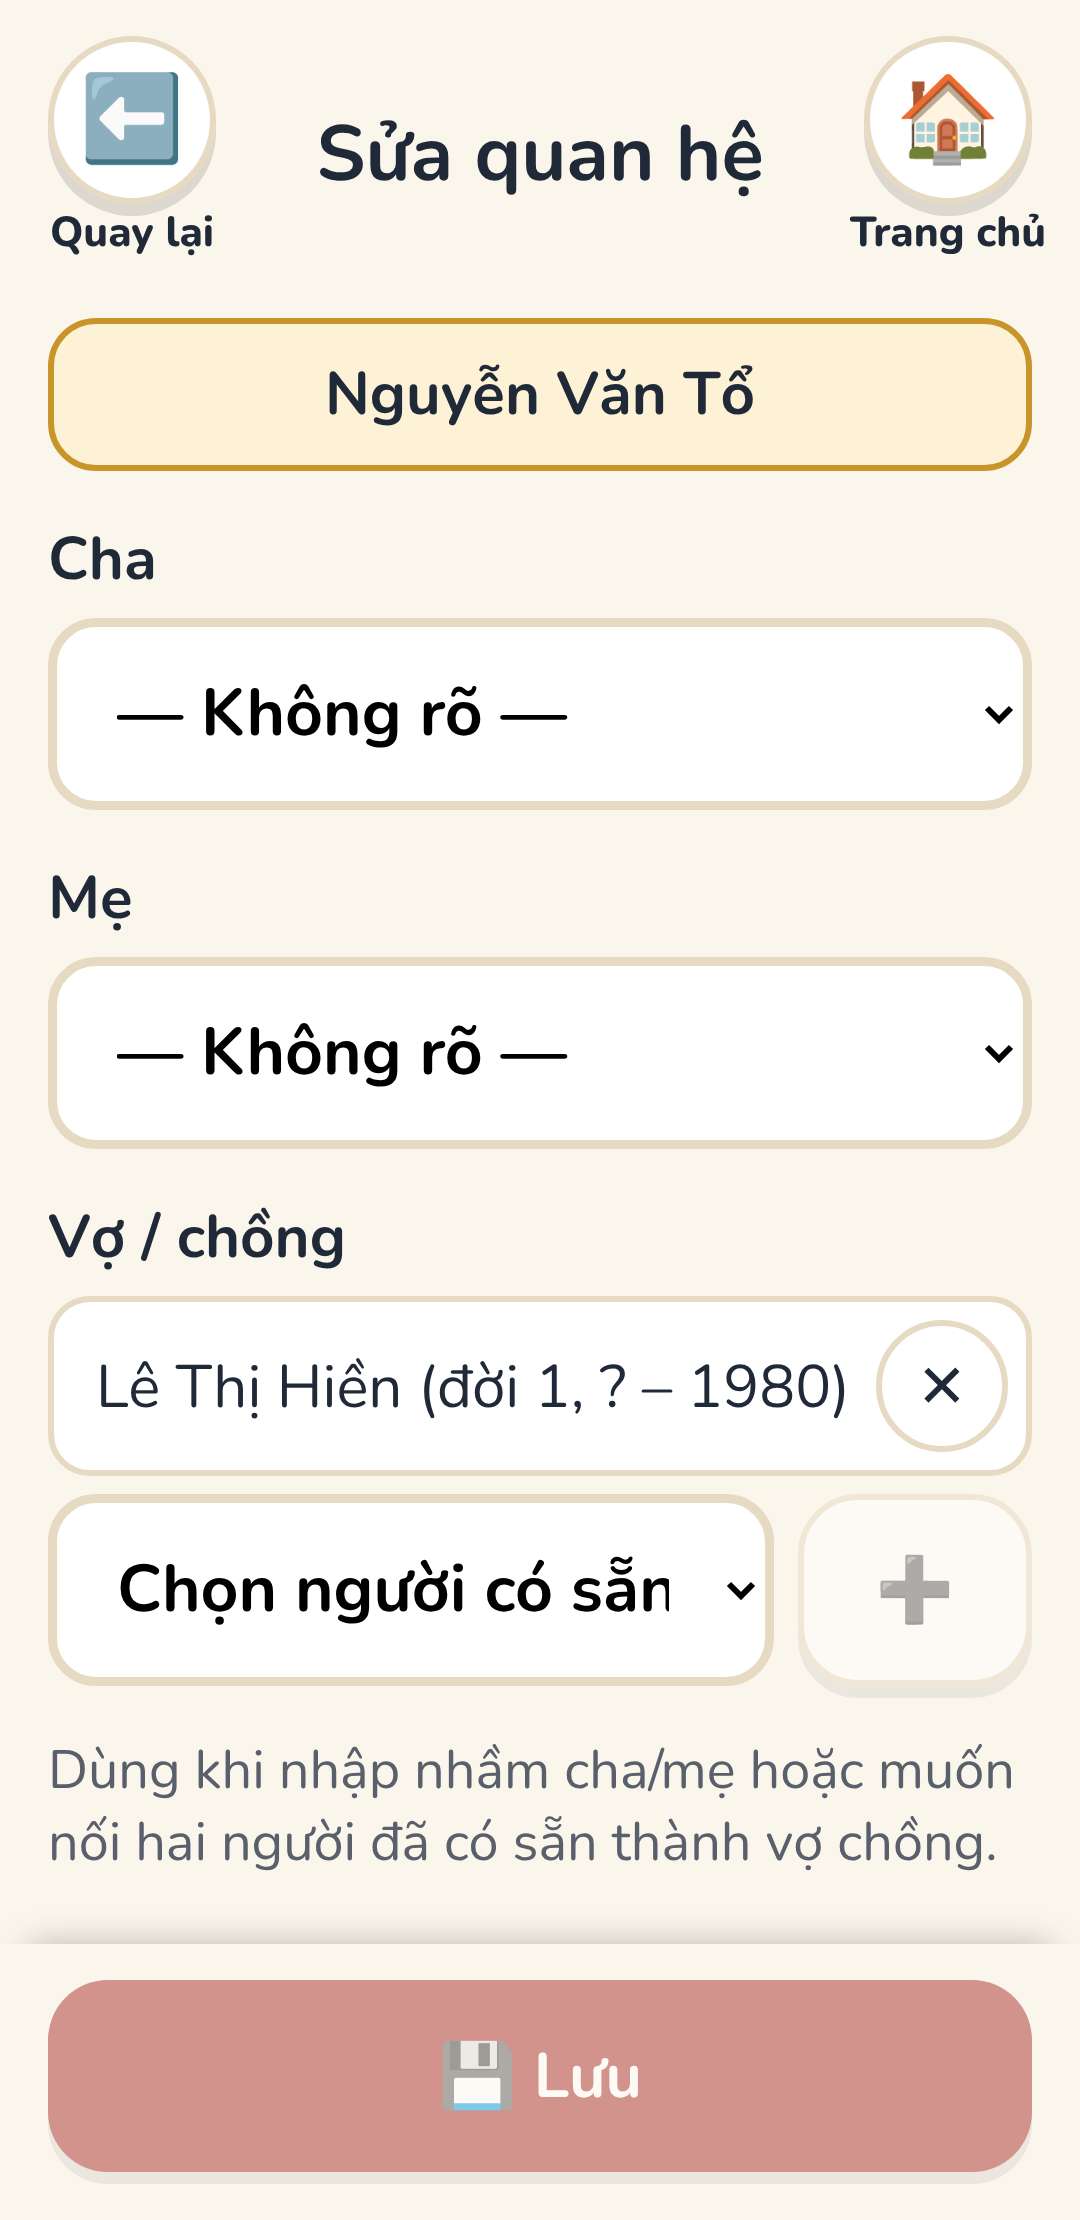 Quay lại
Sửa quan hệ
Trang chủ
Nguyễn Văn Tổ
Cha
— Không rõ —
Mẹ
— Không rõ —
Vợ / chồng
Lê Thị Hiền (đời 1, ? – 1980)
Chọn người có sẵn
Dùng khi nhập nhầm cha/mẹ hoặc muốn
nối hai người đã có sẵn thành vợ chồng.
Lưu